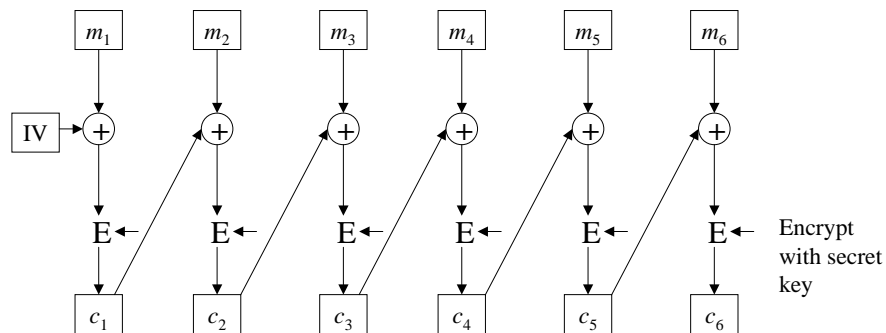 m1 m2 m3 m4 m5 m6
IV + + + + + +
E E E E E E
Encrypt
with secret
key
c1 c2 c3 c4 c5 c6